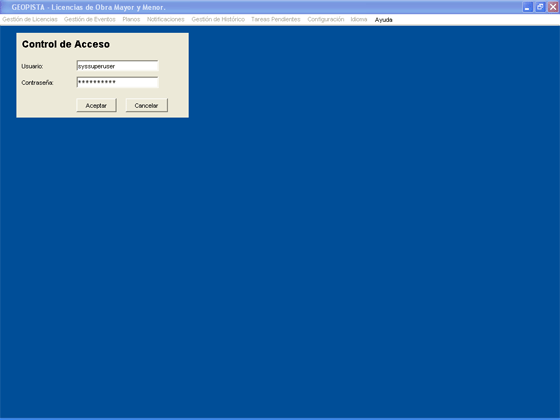 GEOPISTA - Licencias de Obra Mayor y Menor.
Gestión de Licencias Gestión de Eventos Planos Notificaciones Gestión de Histórico Tareas Pendientes Configuración Idioma Ayuda
Control de Acceso
Usuario: syssuperuser
Contraseña: **********
Aceptar Cancelar